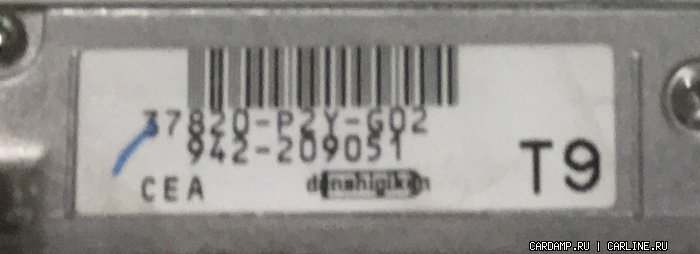 37820-P2Y-G02
942-209051
CEA denshigiken T9
CARDAMP.RU | CARLINE.RU